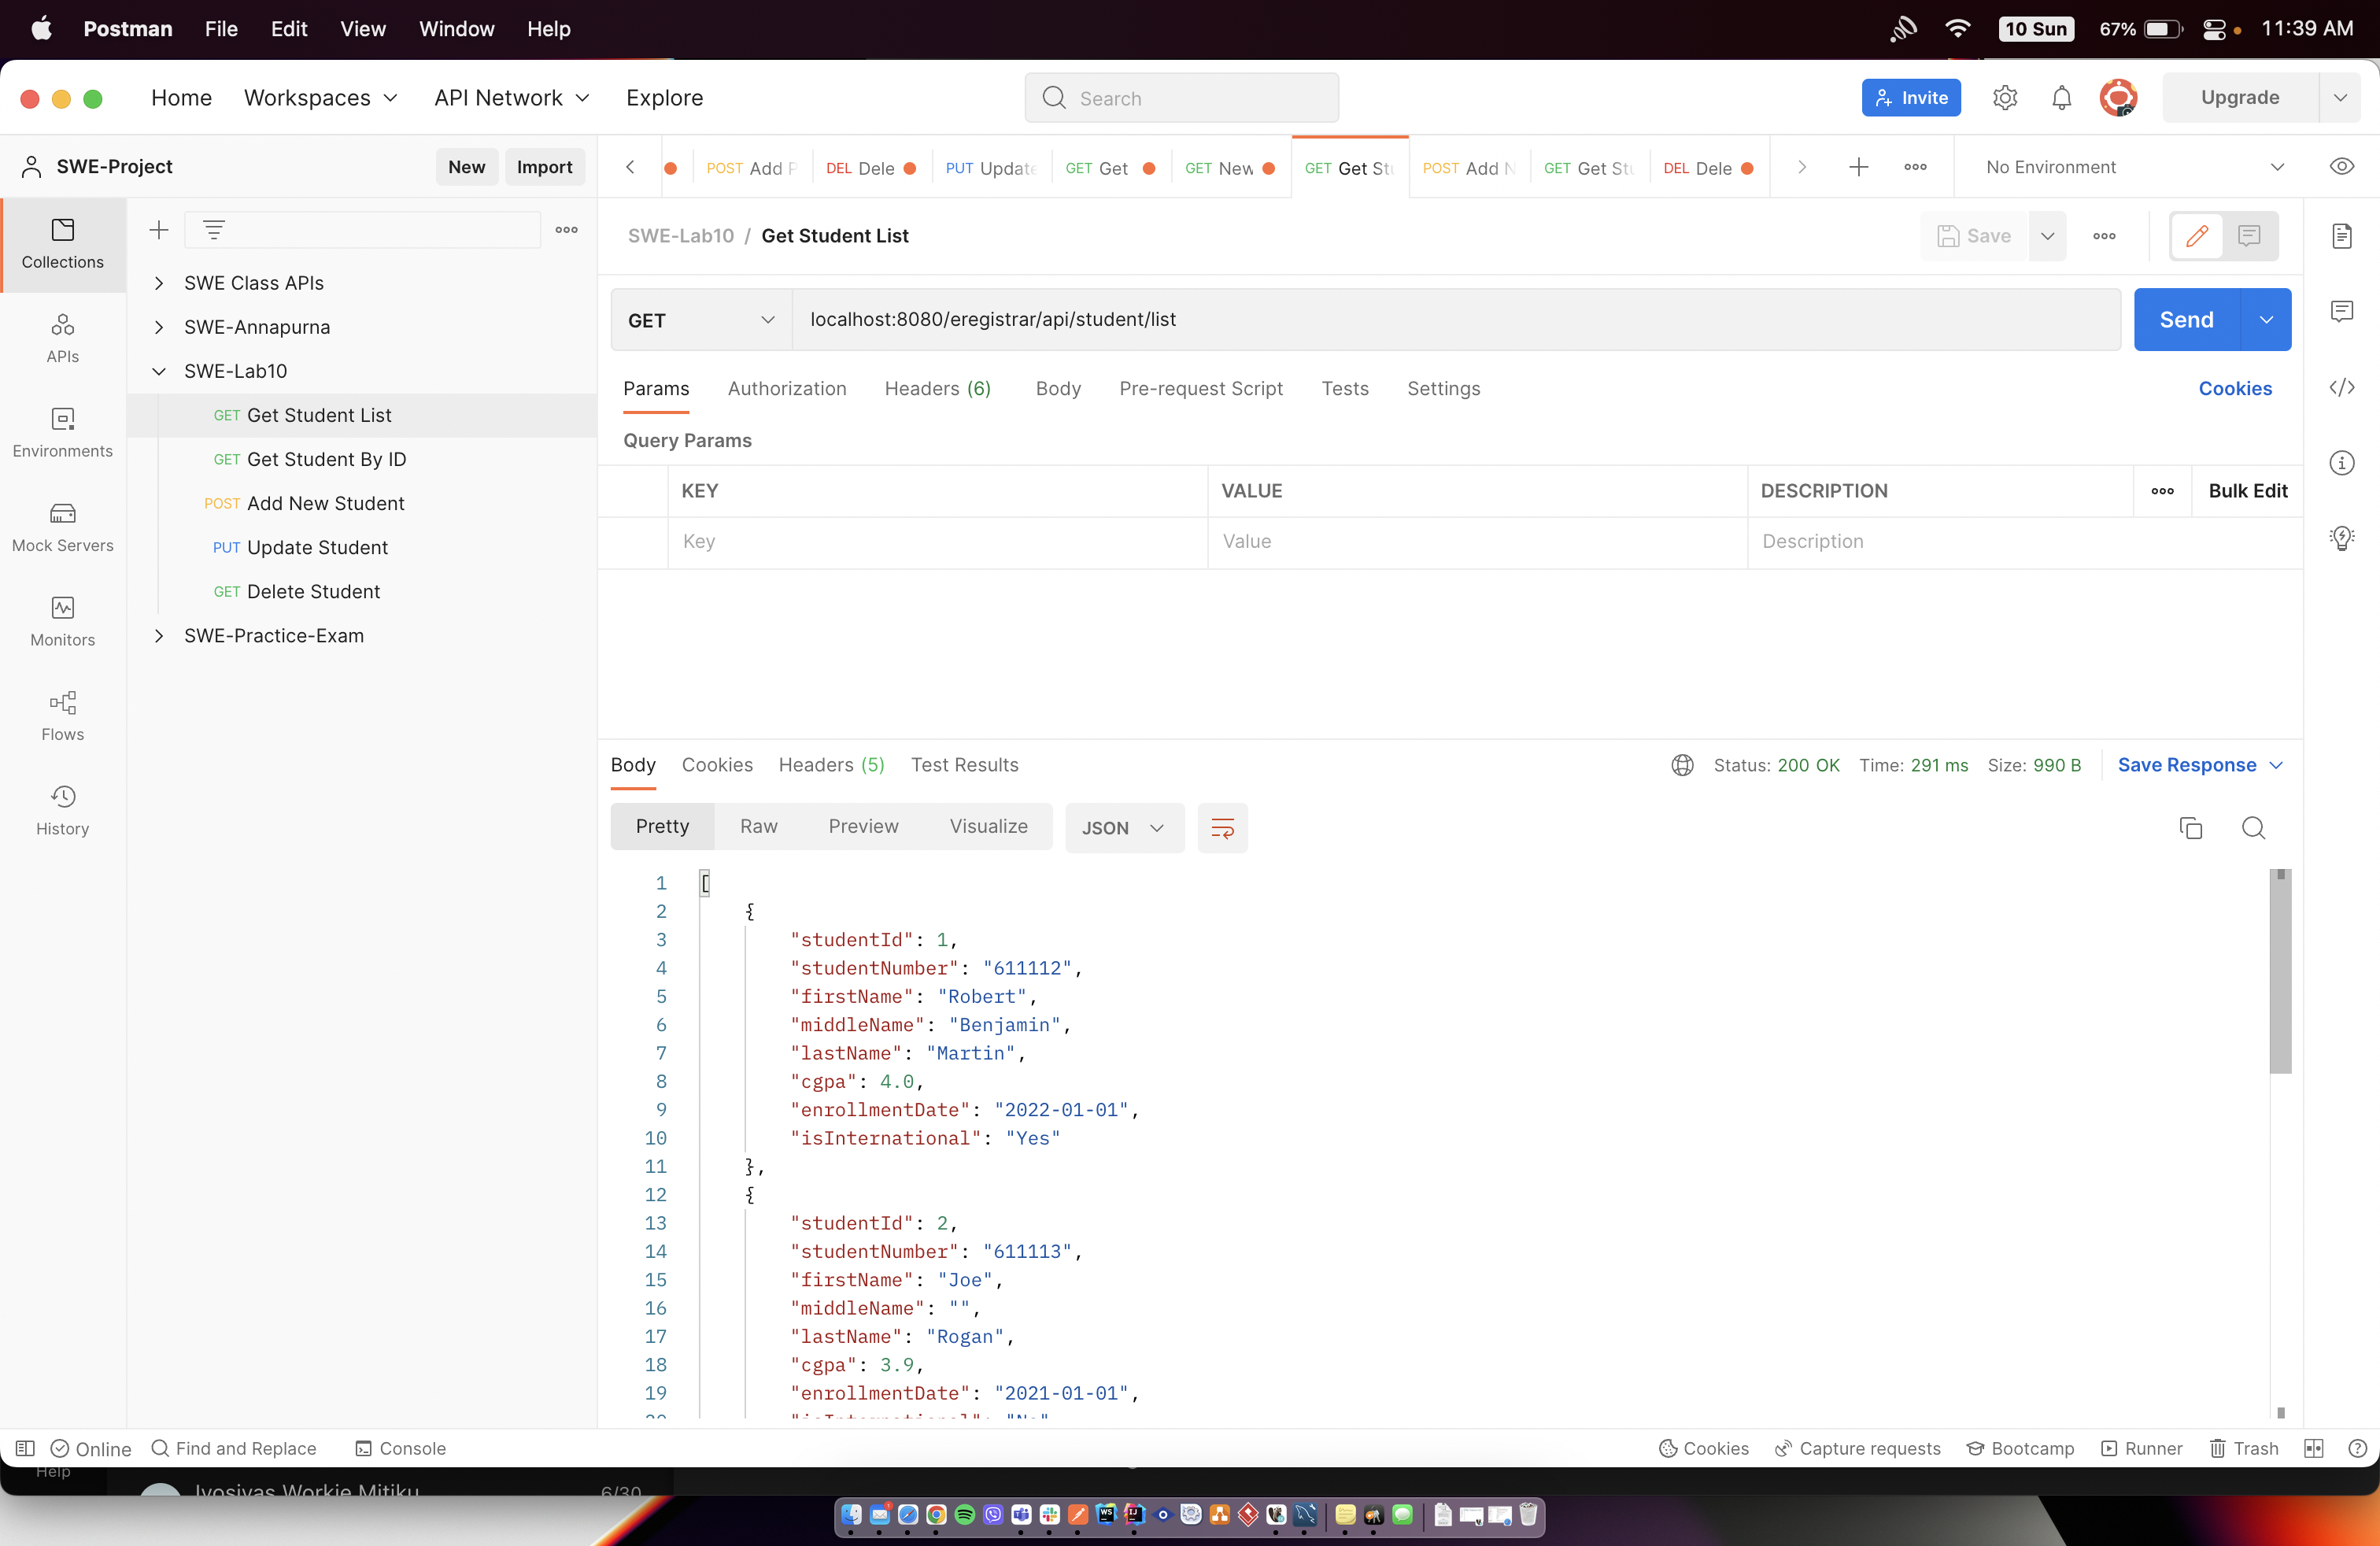 Postman File Edit View Window Help 10 Sun 67% 11:39 AM
Home Workspaces API Network Explore Search Invite Upgrade
SWE-Project New Import
POST Add DEL Dele PUT Update GET Get GET New GET Get Stu POST Add N GET Get Stu DEL Dele No Environment
Collections
APIs
Environments
Mock Servers
Monitors
Flows
History
SWE Class APIs
SWE-Annapurna
SWE-Lab10
GET Get Student List
GET Get Student By ID
POST Add New Student
PUT Update Student
GET Delete Student
SWE-Practice-Exam
SWE-Lab10 / Get Student List Save
GET localhost:8080/eregistrar/api/student/list Send
Params Authorization Headers (6) Body Pre-request Script Tests Settings Cookies
Query Params
KEY VALUE DESCRIPTION Bulk Edit
Key Value Description
Body Cookies Headers (5) Test Results Status: 200 OK Time: 291 ms Size: 990 B Save Response
Pretty Raw Preview Visualize JSON
1 [
2 {
3 "studentId": 1,
4 "studentNumber": "611112",
5 "firstName": "Robert",
6 "middleName": "Benjamin",
7 "lastName": "Martin",
8 "cgpa": 4.0,
9 "enrollmentDate": "2022-01-01",
10 "isInternational": "Yes"
11 },
12 {
13 "studentId": 2,
14 "studentNumber": "611113",
15 "firstName": "Joe",
16 "middleName": "",
17 "lastName": "Rogan",
18 "cgpa": 3.9,
19 "enrollmentDate": "2021-01-01",
20 "isInternational": "No"
Online Find and Replace Console Cookies Capture requests Bootcamp Runner Trash
Help
Iyosiyas Workie Mitiku 6/30